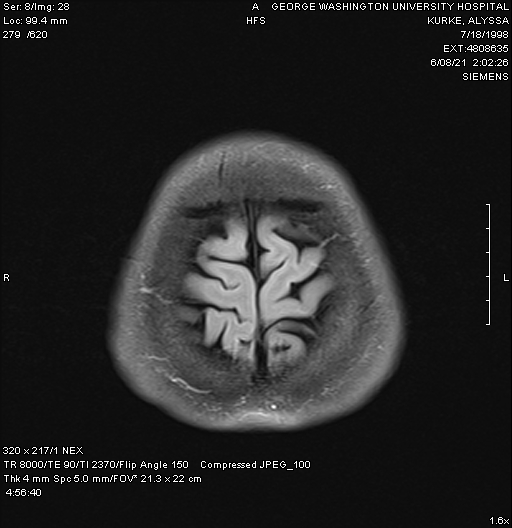 Ser: 8/Img: 28
Loc: 99.4 mm
279 /620
A GEORGE WASHINGTON UNIVERSITY HOSPITAL
HFS KURKE, ALYSSA
7/18/1998
EXT:4808635
6/08/21 2:02:26
SIEMENS
R
L
320 x 217/1 NEX
TR 8000/TE 90/TI 2370/Flip Angle 150 Compressed JPEG_100
Thk 4 mm Spc 5.0 mm/FOV* 21.3 x 22 cm
4:56:40
1.6x